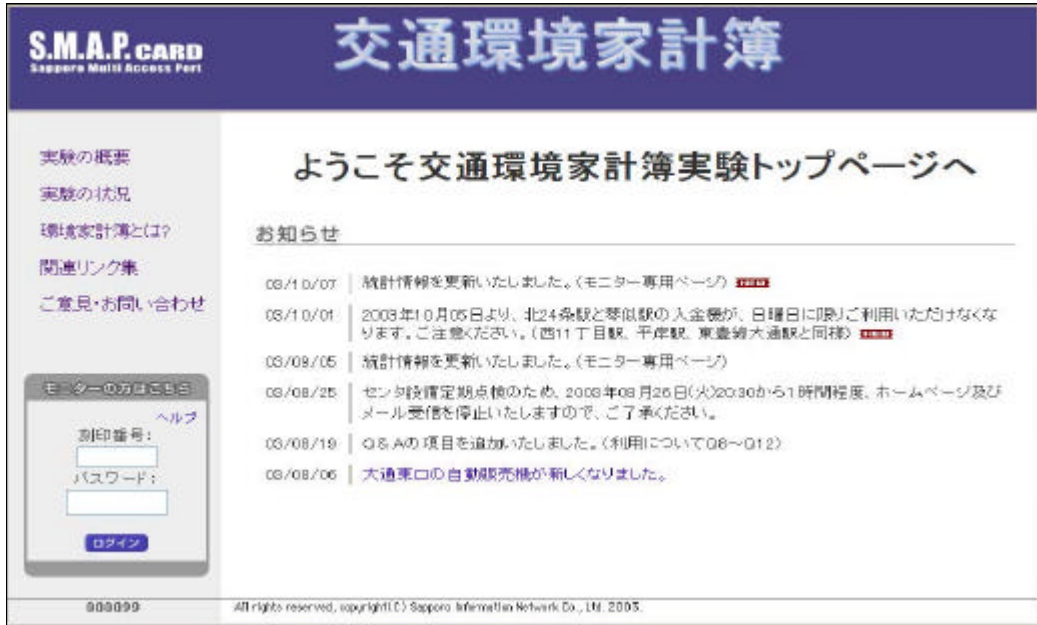 S.M.A.P. CARD
Sapporo Multi Access Port
交通環境家計簿
実験の概要
実験の状況
環境家計簿とは?
関連リンク集
ご意見・お問い合わせ
モニターの方はこちら
ヘルプ
刻印番号:
パスワード:
ログイン
000099
ようこそ交通環境家計簿実験トップページへ
お知らせ
03/10/07 統計情報を更新いたしました。(モニター専用ページ)
03/10/01 2003年10月05日より、北24条駅と琴似駅の入金機が、日曜日に限りご利用いただけなくな
ります。ご注意ください。(西11丁目駅、平岸駅、東豊線大通駅と同様)
03/09/05 統計情報を更新いたしました。(モニター専用ページ)
03/08/25 センタ設備定期点検のため、2003年08月26日(火)20:30から1時間程度、ホームページ及び
メール受信を停止いたしますので、ご了承ください。
03/08/19 Q&Aの項目を追加いたしました。(利用についてQ8〜Q12)
03/08/06 大通東口の自動販売機が新しくなりました。
All rights reserved, copyright(C) Sapporo Information Network Co., Ltd. 2003.